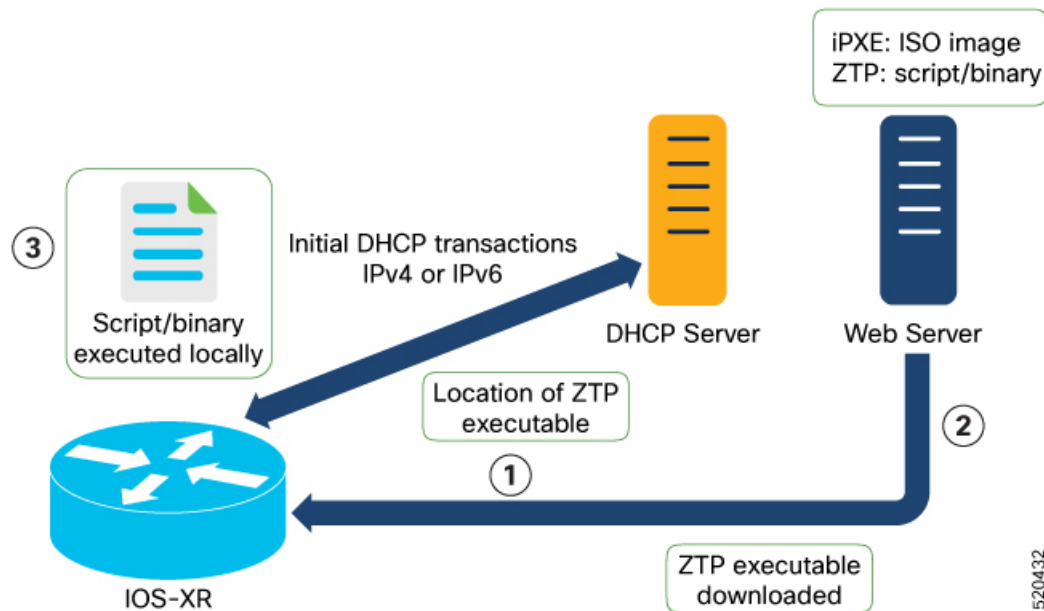 iPXE: ISO image
ZTP: script/binary
3
Script/binary
executed locally
Initial DHCP transactions
IPv4 or IPv6
DHCP Server
Web Server
Location of ZTP
executable
1
2
ZTP executable
downloaded
IOS-XR
520432